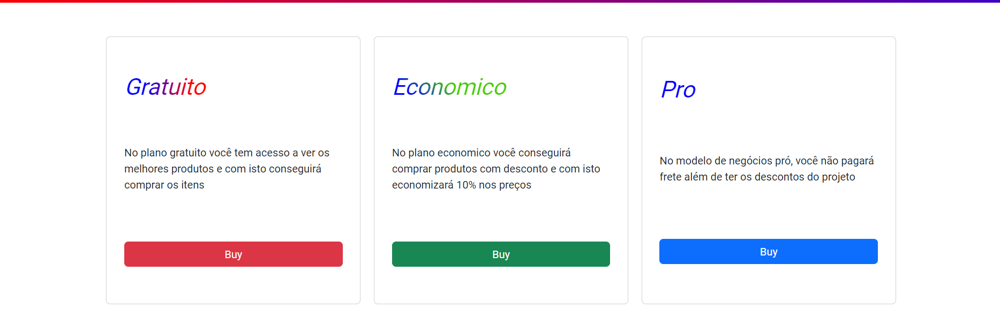 Gratuito
No plano gratuito você tem acesso a ver os
melhores produtos e com isto conseguirá
comprar os itens
Buy
Economico
No plano economico você conseguirá
comprar produtos com desconto e com isto
economizará 10% nos preços
Buy
Pro
No modelo de negócios pró, você não pagará
frete além de ter os descontos do projeto
Buy